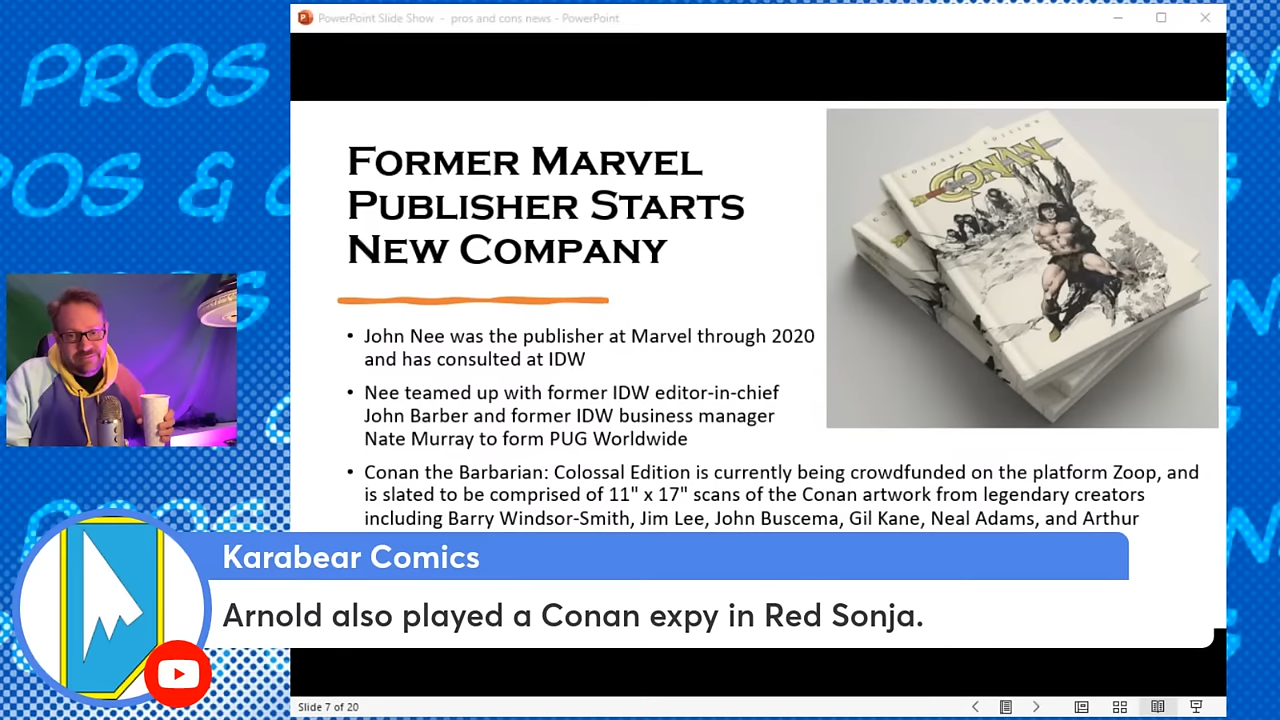 PowerPoint Slide Show - pros and cons news - PowerPoint
PROS
POS & C
FORMER MARVEL
PUBLISHER STARTS
NEW COMPANY
COLOSSAL EDITION
CONAN
• John Nee was the publisher at Marvel through 2020
and has consulted at IDW
• Nee teamed up with former IDW editor-in-chief
John Barber and former IDW business manager
Nate Murray to form PUG Worldwide
• Conan the Barbarian: Colossal Edition is currently being crowdfunded on the platform Zoop, and
is slated to be comprised of 11" x 17" scans of the Conan artwork from legendary creators
including Barry Windsor-Smith, Jim Lee, John Buscema, Gil Kane, Neal Adams, and Arthur
Karabear Comics
Arnold also played a Conan expy in Red Sonja.
Slide 7 of 20